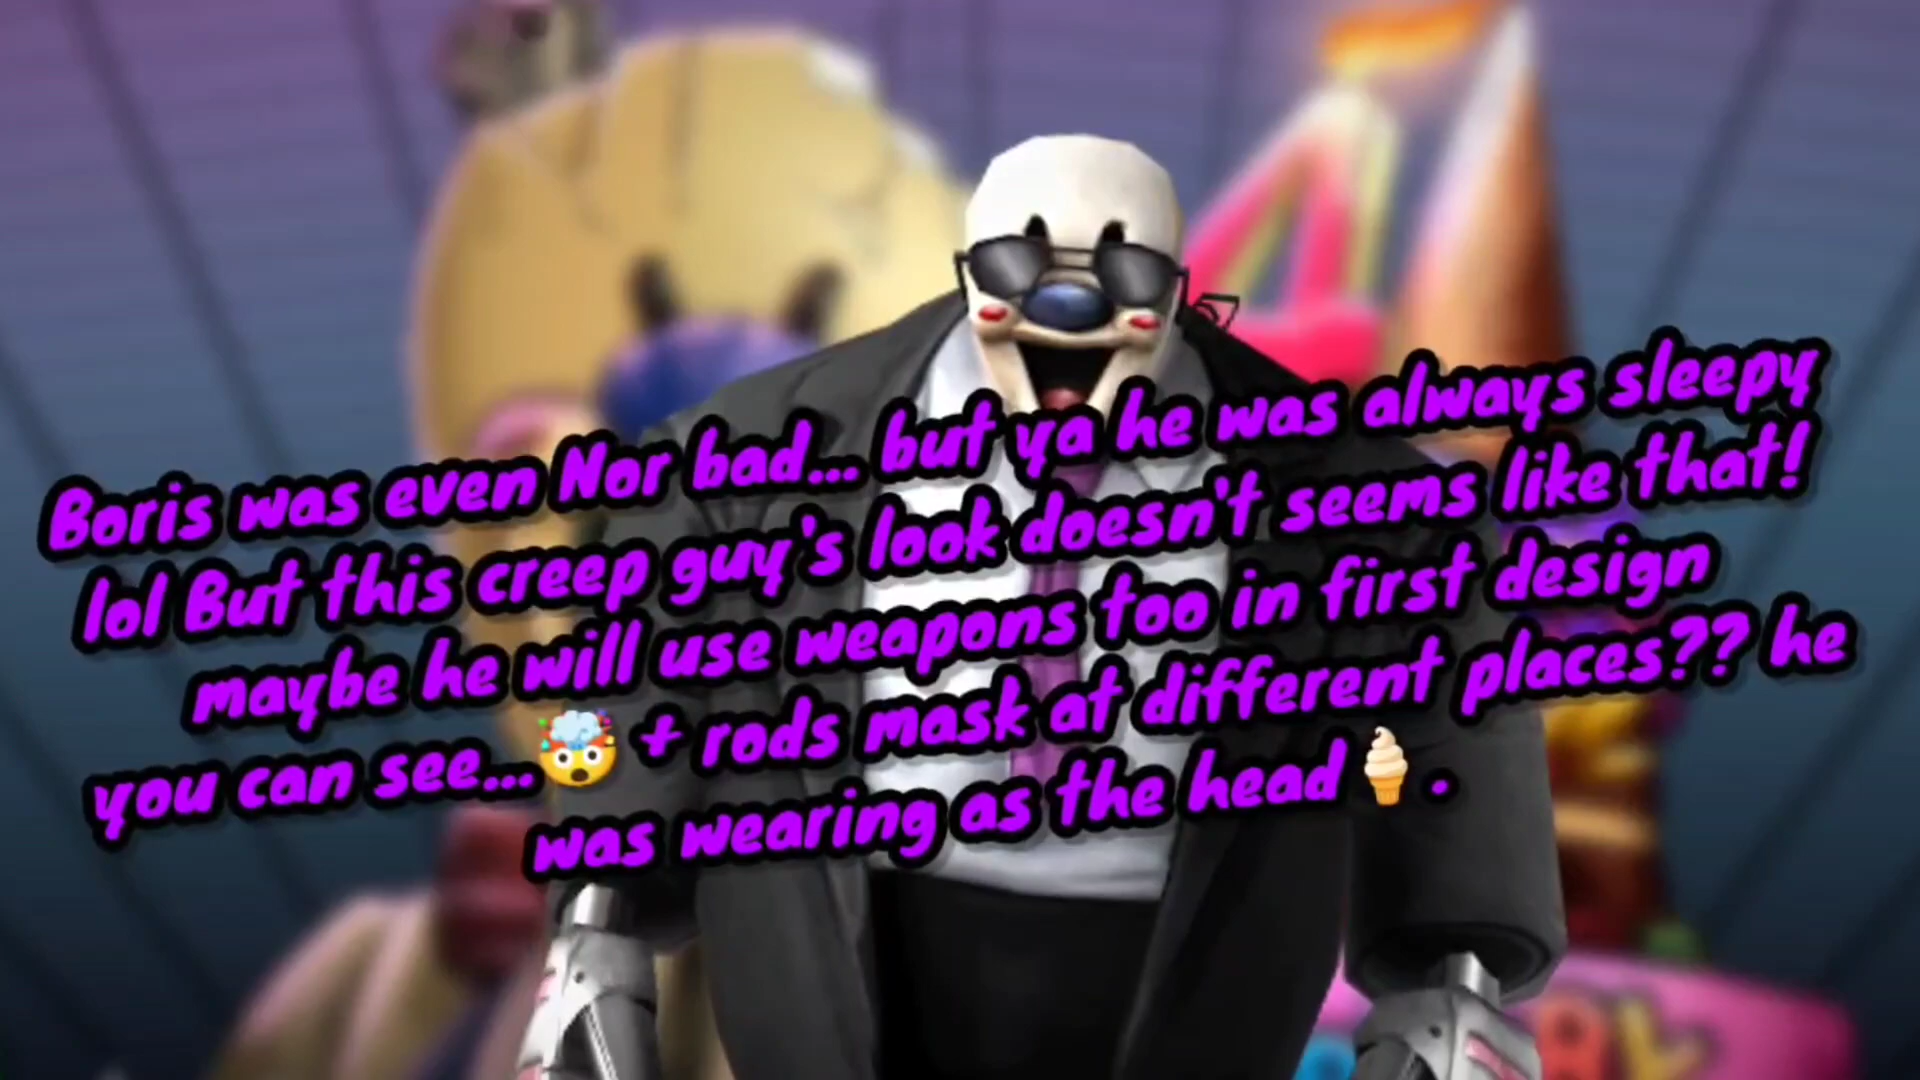 Boris was even Nor bad... but ya he was always sleepy
lol But this creep guy's look doesn't seems like that!
maybe he will use weapons too in first design
you can see...🤯 + rods mask at different places?? he
was wearing as the head🍦.